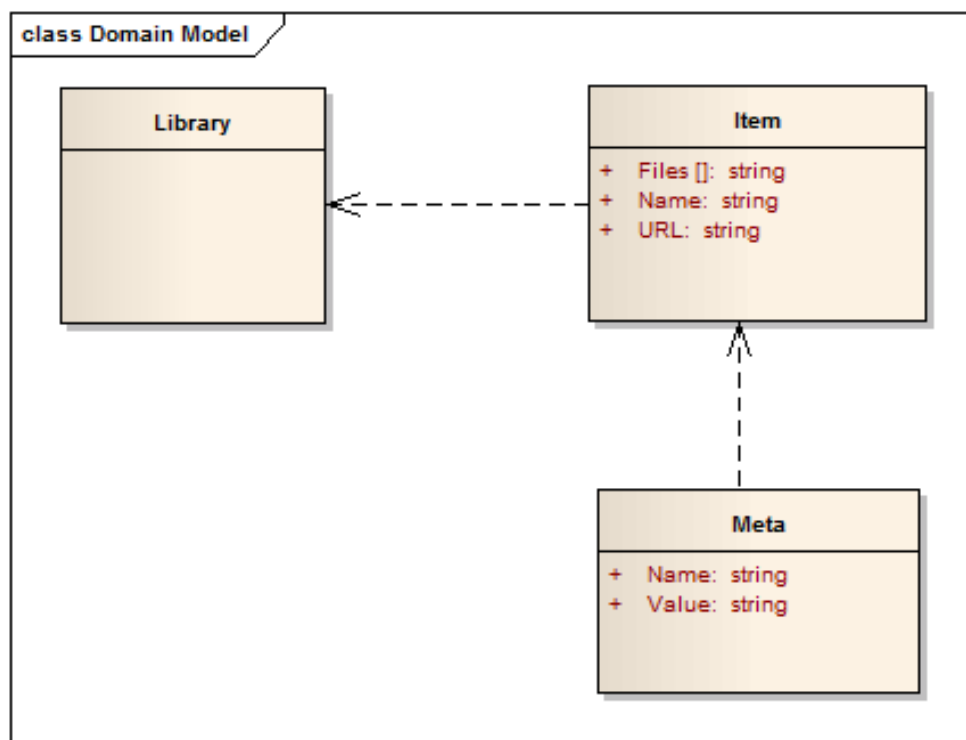 class Domain Model
Library
Item
+ Files []: string
+ Name: string
+ URL: string
Meta
+ Name: string
+ Value: string